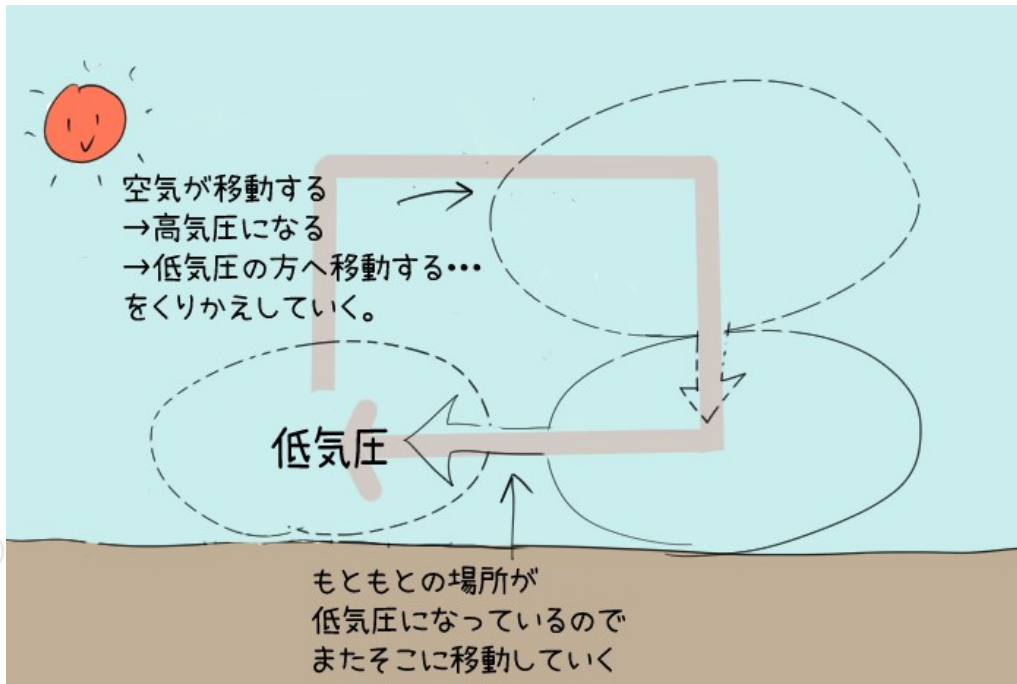 空気が移動する
→高気圧になる
→低気圧の方へ移動する・・・
をくりかえしていく。
低気圧
もともとの場所が
低気圧になっているので
またそこに移動していく